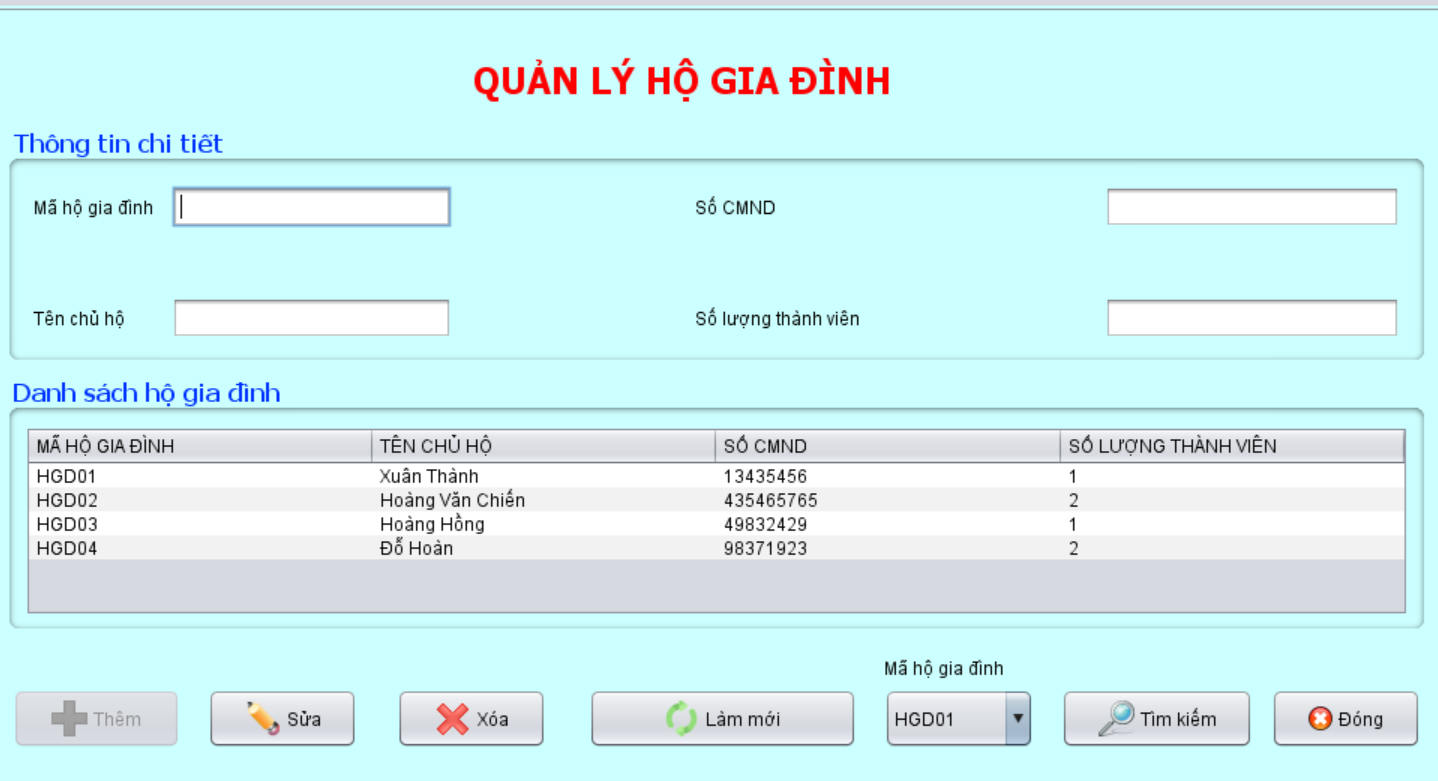 QUẢN LÝ HỘ GIA ĐÌNH
Thông tin chi tiết
Mã hộ gia đình
Số CMND
Tên chủ hộ
Số lượng thành viên
Danh sách hộ gia đình
MÃ HỘ GIA ĐÌNH TÊN CHỦ HỘ SỐ CMND SỐ LƯỢNG THÀNH VIÊN
HGD01 Xuân Thành 13435456 1
HGD02 Hoàng Văn Chiến 435465765 2
HGD03 Hoàng Hồng 49832429 1
HGD04 Đỗ Hoàn 98371923 2
Mã hộ gia đình
Thêm Sửa Xóa Làm mới HGD01 Tìm kiếm Đóng